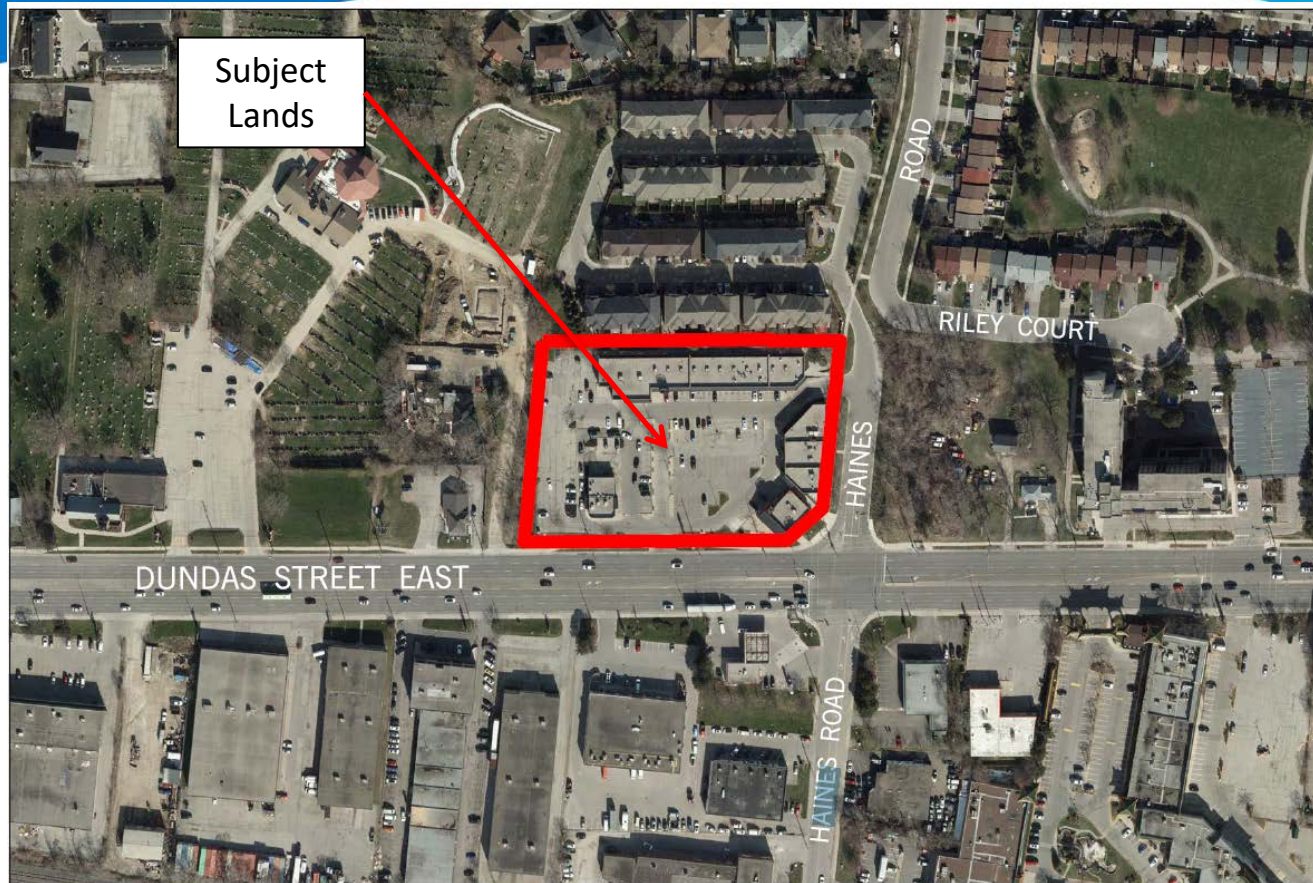 Subject
Lands
ROAD
RILEY COURT
HAINES
DUNDAS STREET EAST
HAINES ROAD